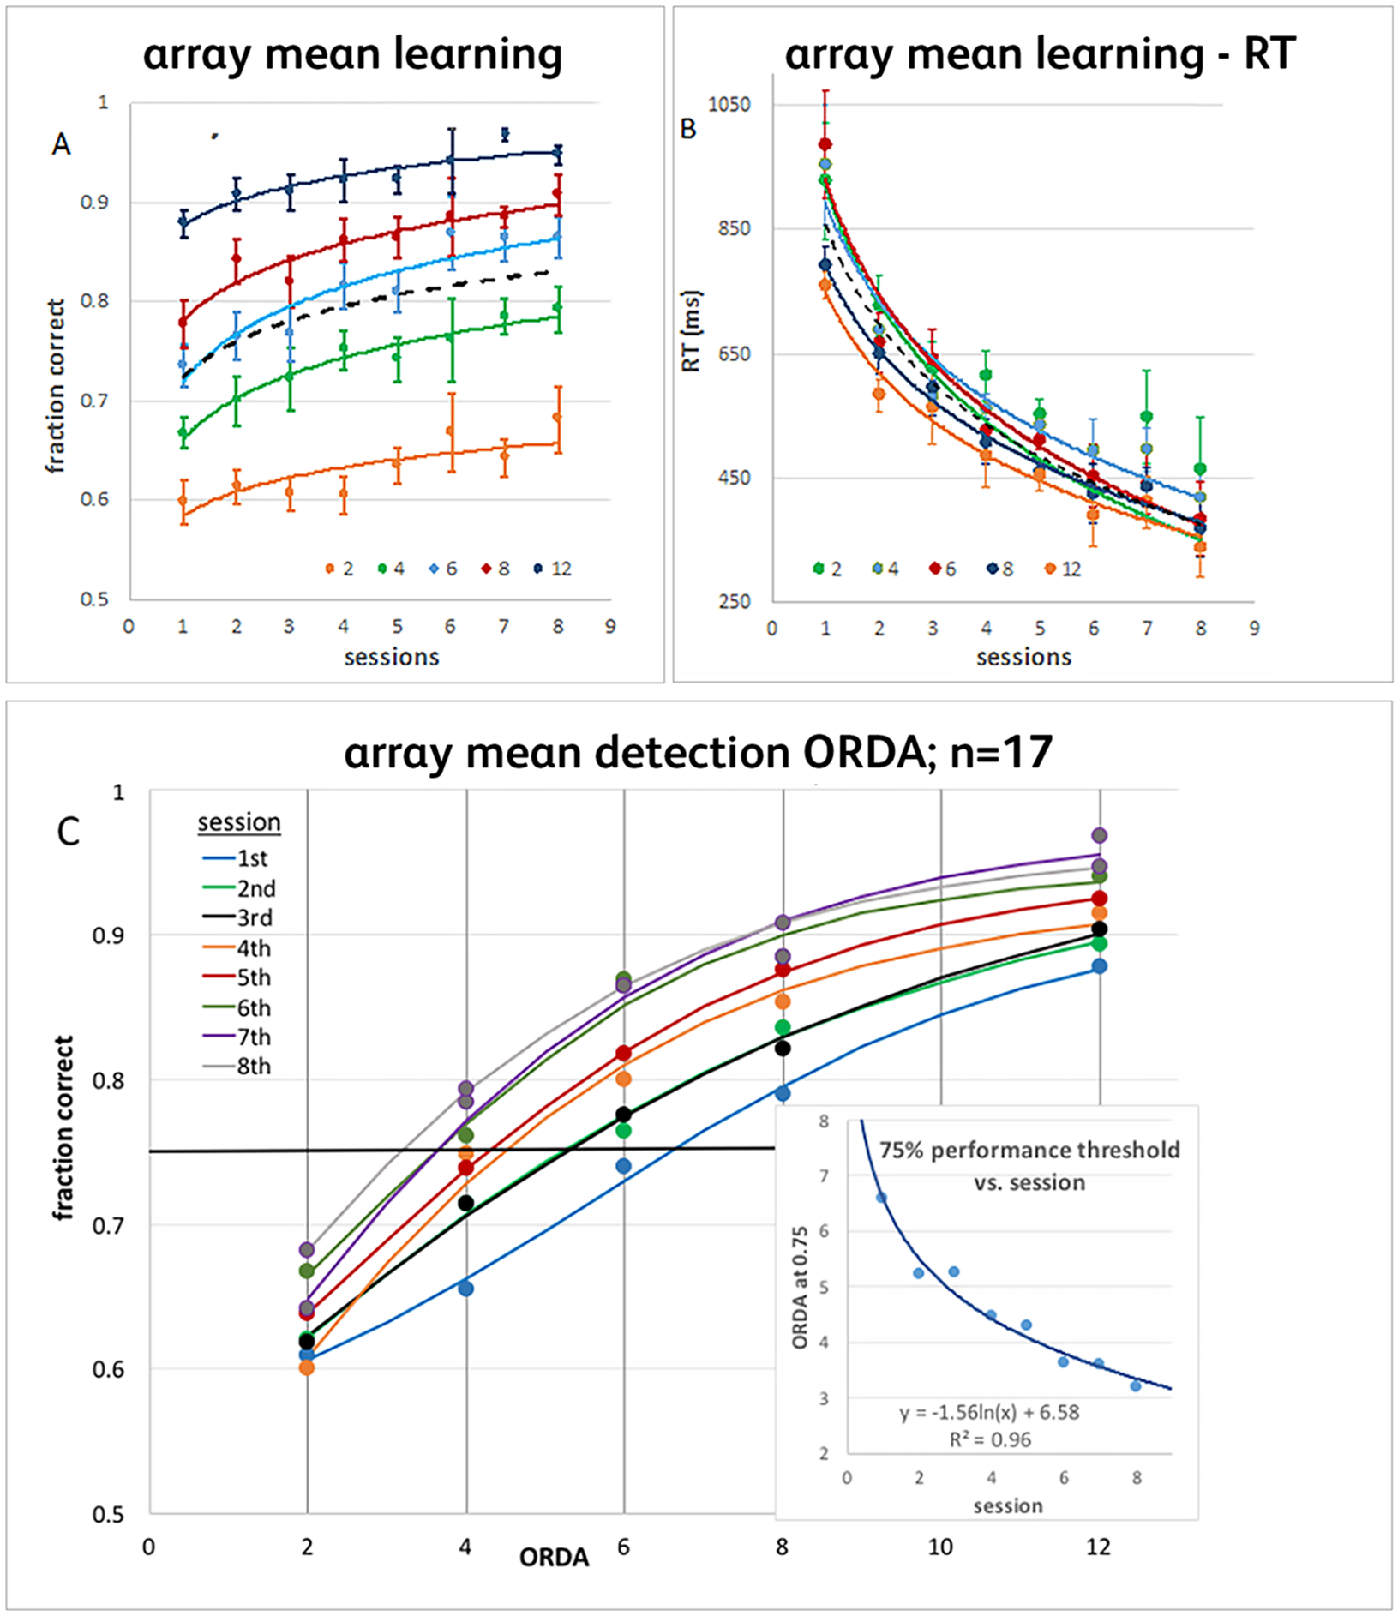 array mean learning
A
1
0.9
0.8
0.7
0.6
0.5
fraction correct
2 4 6 8 12
0 1 2 3 4 5 6 7 8 9
sessions
array mean learning - RT
B
1050
850
650
450
250
RT (ms)
2 4 6 8 12
0 1 2 3 4 5 6 7 8 9
sessions
array mean detection ORDA; n=17
C
1
0.9
0.8
0.7
0.6
0.5
fraction correct
session
1st
2nd
3rd
4th
5th
6th
7th
8th
0 2 4 6 8 10 12
ORDA
75% performance threshold
vs. session
8
7
6
5
4
3
2
ORDA at 0.75
y = -1.56ln(x) + 6.58
R² = 0.96
0 2 4 6 8
session